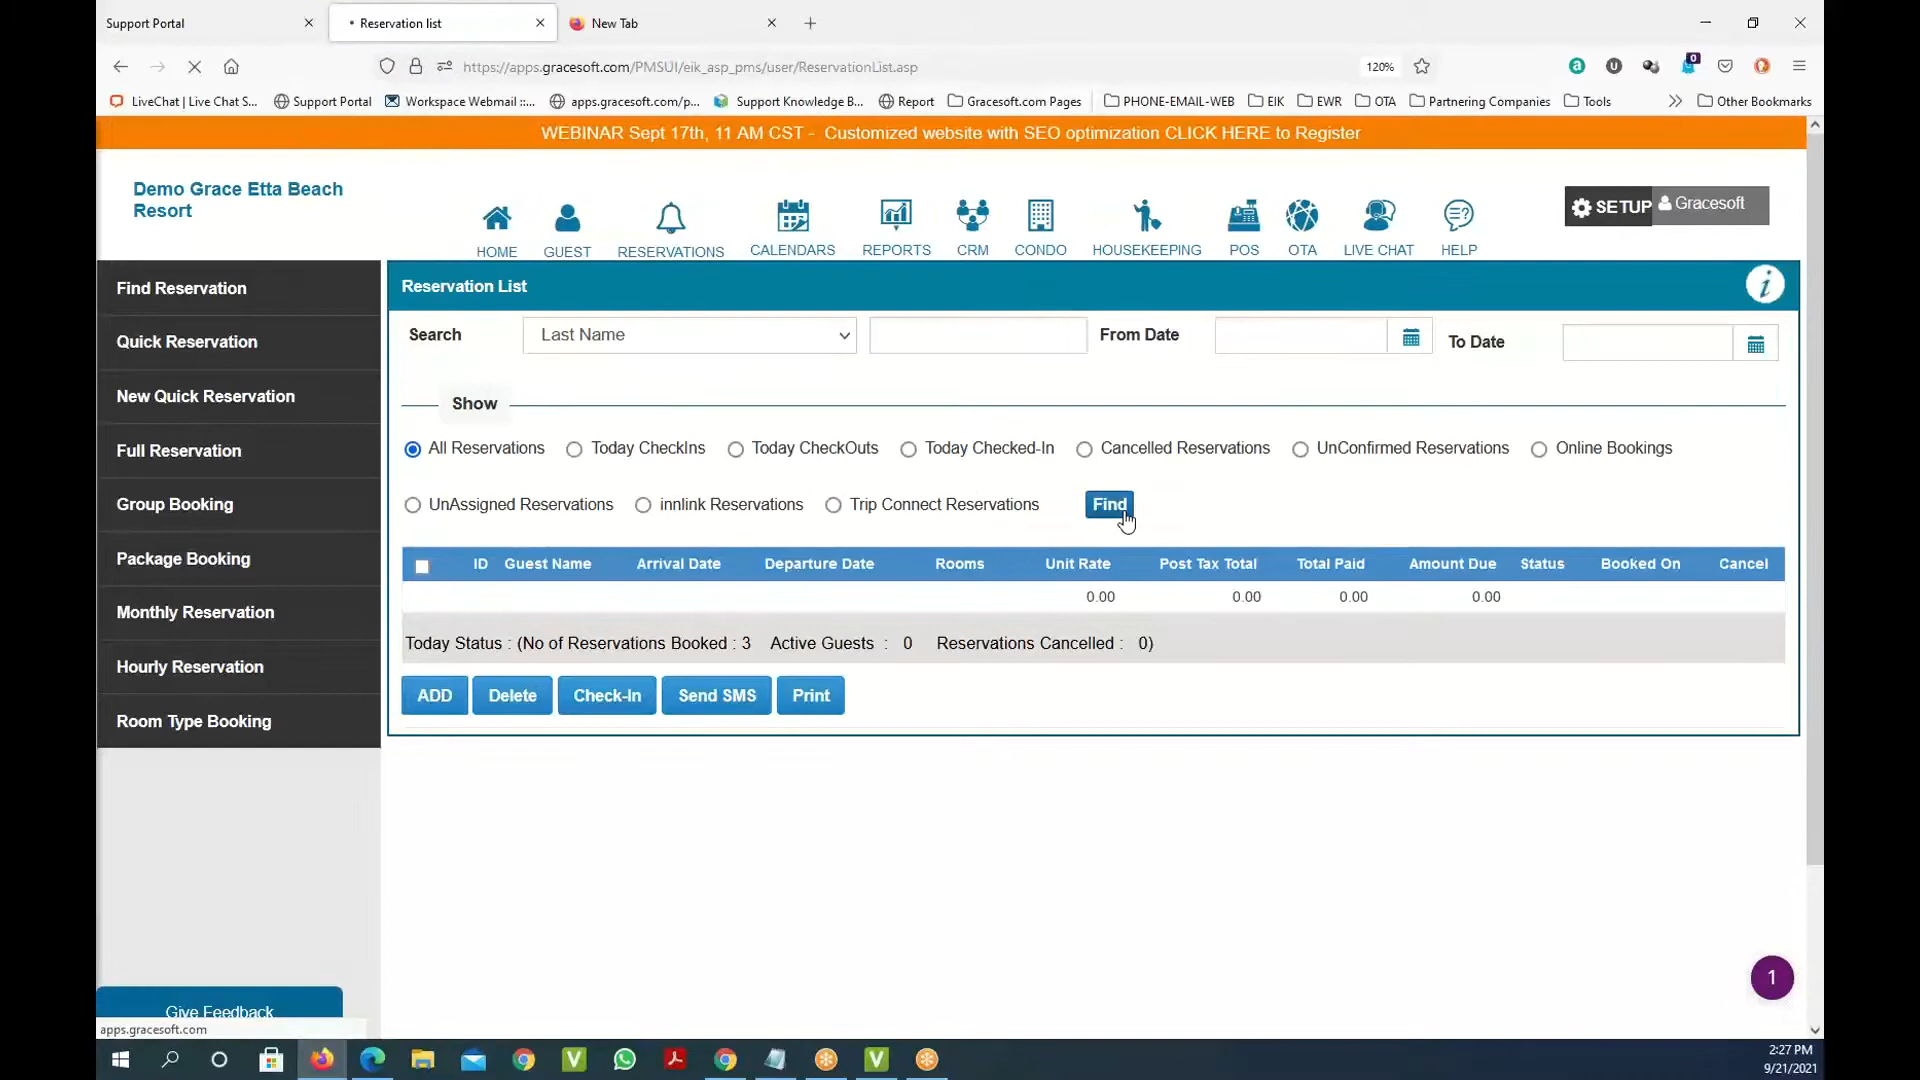 Support Portal
Reservation list
New Tab
https://apps.gracesoft.com/PMSUI/eik_asp_pms/user/ReservationList.asp
120%
0
LiveChat | Live Chat S...
Support Portal
Workspace Webmail ::...
apps.gracesoft.com/p...
Support Knowledge B...
Report
Gracesoft.com Pages
PHONE-EMAIL-WEB
EIK
EWR
OTA
Partnering Companies
Tools
Other Bookmarks
WEBINAR Sept 17th, 11 AM CST - Customized website with SEO optimization CLICK HERE to Register
Demo Grace Etta Beach
Resort
HOME
GUEST
RESERVATIONS
CALENDARS
REPORTS
CRM
CONDO
HOUSEKEEPING
POS
OTA
LIVE CHAT
HELP
SETUP
Gracesoft
Find Reservation
Quick Reservation
New Quick Reservation
Full Reservation
Group Booking
Package Booking
Monthly Reservation
Hourly Reservation
Room Type Booking
Reservation List
i
Search
Last Name
From Date
To Date
Show
All Reservations
Today CheckIns
Today CheckOuts
Today Checked-In
Cancelled Reservations
UnConfirmed Reservations
Online Bookings
UnAssigned Reservations
innlink Reservations
Trip Connect Reservations
Find
ID Guest Name Arrival Date Departure Date Rooms Unit Rate Post Tax Total Total Paid Amount Due Status Booked On Cancel
0.00 0.00 0.00 0.00
Today Status : (No of Reservations Booked : 3 Active Guests : 0 Reservations Cancelled : 0)
ADD
Delete
Check-In
Send SMS
Print
1
Give Feedback
apps.gracesoft.com
2:27 PM
9/21/2021